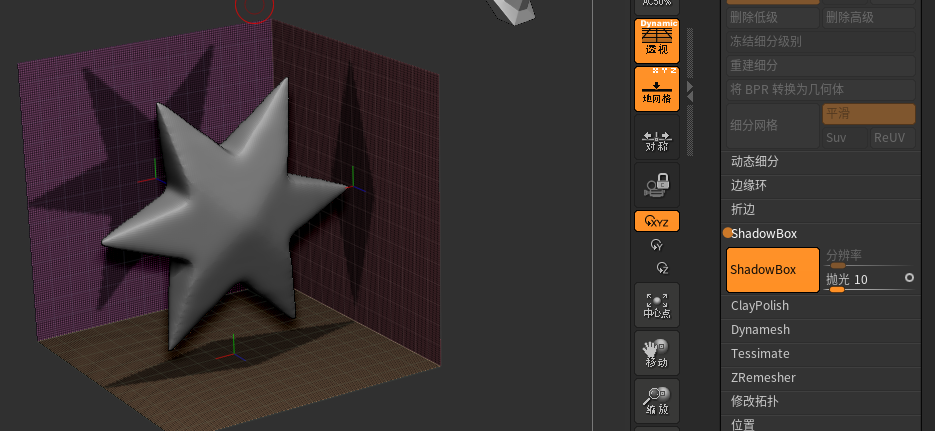 AC50%
Dynamic
透视
X Y Z
地网格
对称
XYZ
Y
Z
中心点
移动
缩放
删除低级 删除高级
冻结细分级别
重建细分
将 BPR 转换为几何体
细分网格 平滑
Suv ReUV
动态细分
边缘环
折边
ShadowBox
ShadowBox 分辨率
抛光 10
ClayPolish
Dynamesh
Tessimate
ZRemesher
修改拓扑
位置